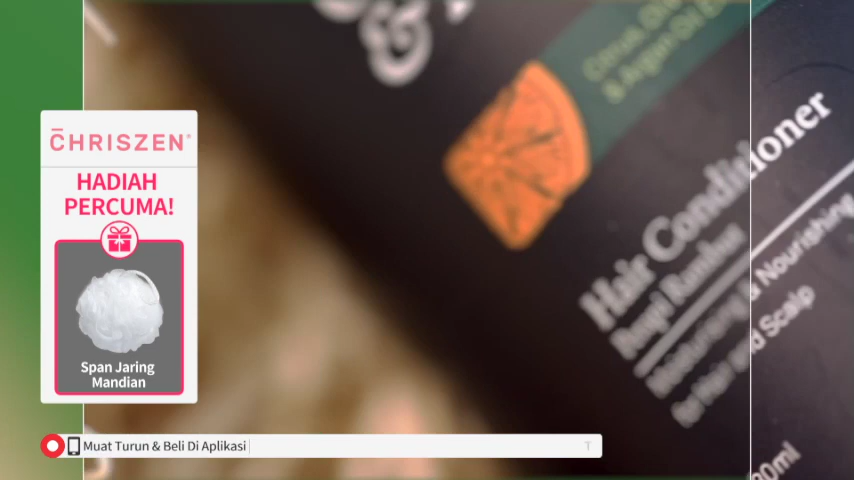 CHRISZEN®
HADIAH
PERCUMA!
Span Jaring
Mandian
Muat Turun & Beli Di Aplikasi
&
Citrus
& Argan Oil
Hair Conditioner
Rambut
Moisturising & Nourishing
for Hair and Scalp